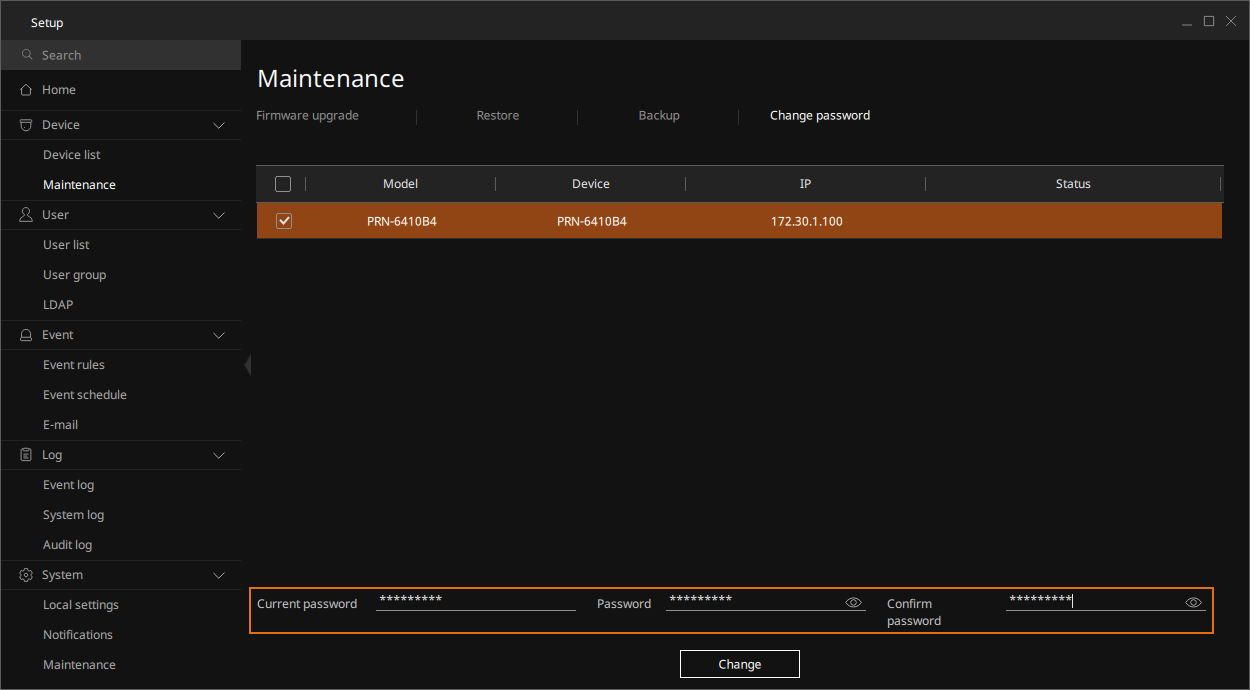 Setup
Search
Home
Device
Device list
Maintenance
User
User list
User group
LDAP
Event
Event rules
Event schedule
E-mail
Log
Event log
System log
Audit log
System
Local settings
Notifications
Maintenance
Maintenance
Firmware upgrade Restore Backup Change password
Model Device IP Status
PRN-6410B4 PRN-6410B4 172.30.1.100
Current password ********* Password ********* Confirm password *********
Change